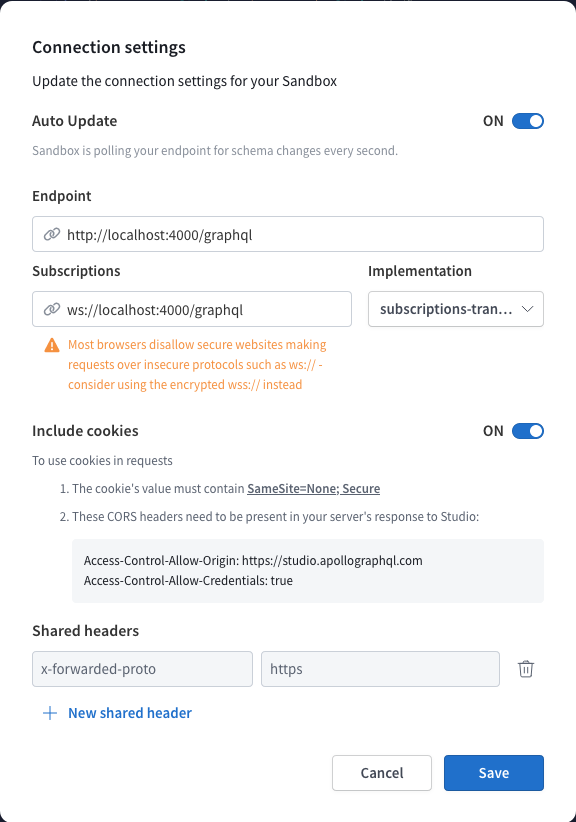 Connection settings
Update the connection settings for your Sandbox
Auto Update
ON
Sandbox is polling your endpoint for schema changes every second.
Endpoint
http://localhost:4000/graphql
Subscriptions
Implementation
ws://localhost:4000/graphql
subscriptions-tran...
Most browsers disallow secure websites making
requests over insecure protocols such as ws:// -
consider using the encrypted wss:// instead
Include cookies
ON
To use cookies in requests
1. The cookie's value must contain SameSite=None; Secure
2. These CORS headers need to be present in your server's response to Studio:
Access-Control-Allow-Origin: https://studio.apollographql.com
Access-Control-Allow-Credentials: true
Shared headers
x-forwarded-proto
https
New shared header
Cancel
Save